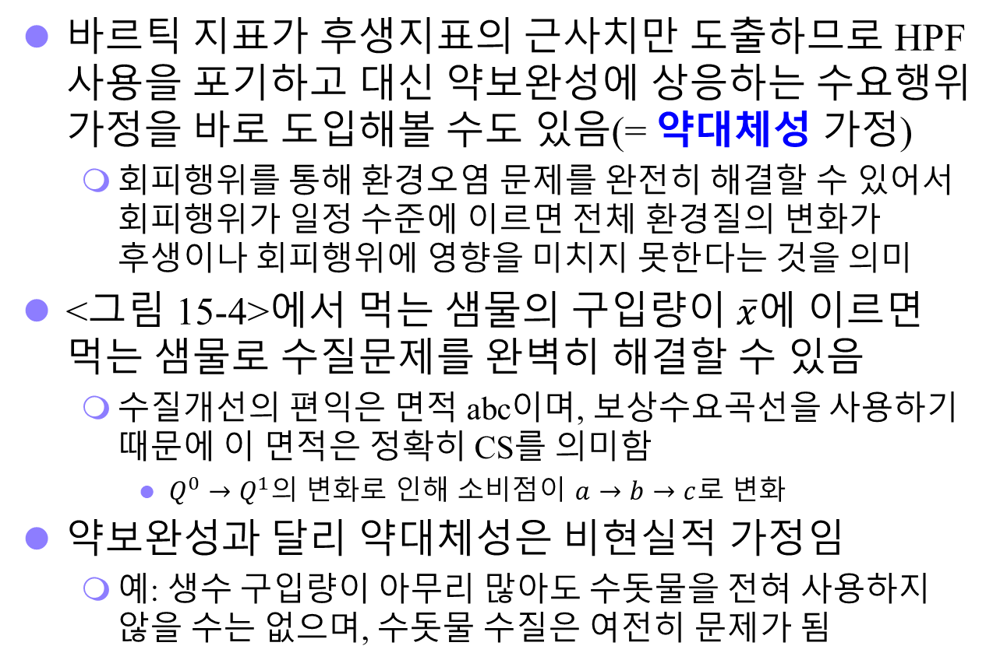 바르틱 지표가 후생지표의 근사치만 도출하므로 HPF
사용을 포기하고 대신 약보완성에 상응하는 수요행위
가정을 바로 도입해볼 수도 있음(= 약대체성 가정)
회피행위를 통해 환경오염 문제를 완전히 해결할 수 있어서
회피행위가 일정 수준에 이르면 전체 환경질의 변화가
후생이나 회피행위에 영향을 미치지 못한다는 것을 의미
<그림 15-4>에서 먹는 샘물의 구입량이 x̄에 이르면
먹는 샘물로 수질문제를 완벽히 해결할 수 있음
수질개선의 편익은 면적 abc이며, 보상수요곡선을 사용하기
때문에 이 면적은 정확히 CS를 의미함
Q⁰ → Q¹의 변화로 인해 소비점이 a → b → c로 변화
약보완성과 달리 약대체성은 비현실적 가정임
예: 생수 구입량이 아무리 많아도 수돗물을 전혀 사용하지
않을 수는 없으며, 수돗물 수질은 여전히 문제가 됨